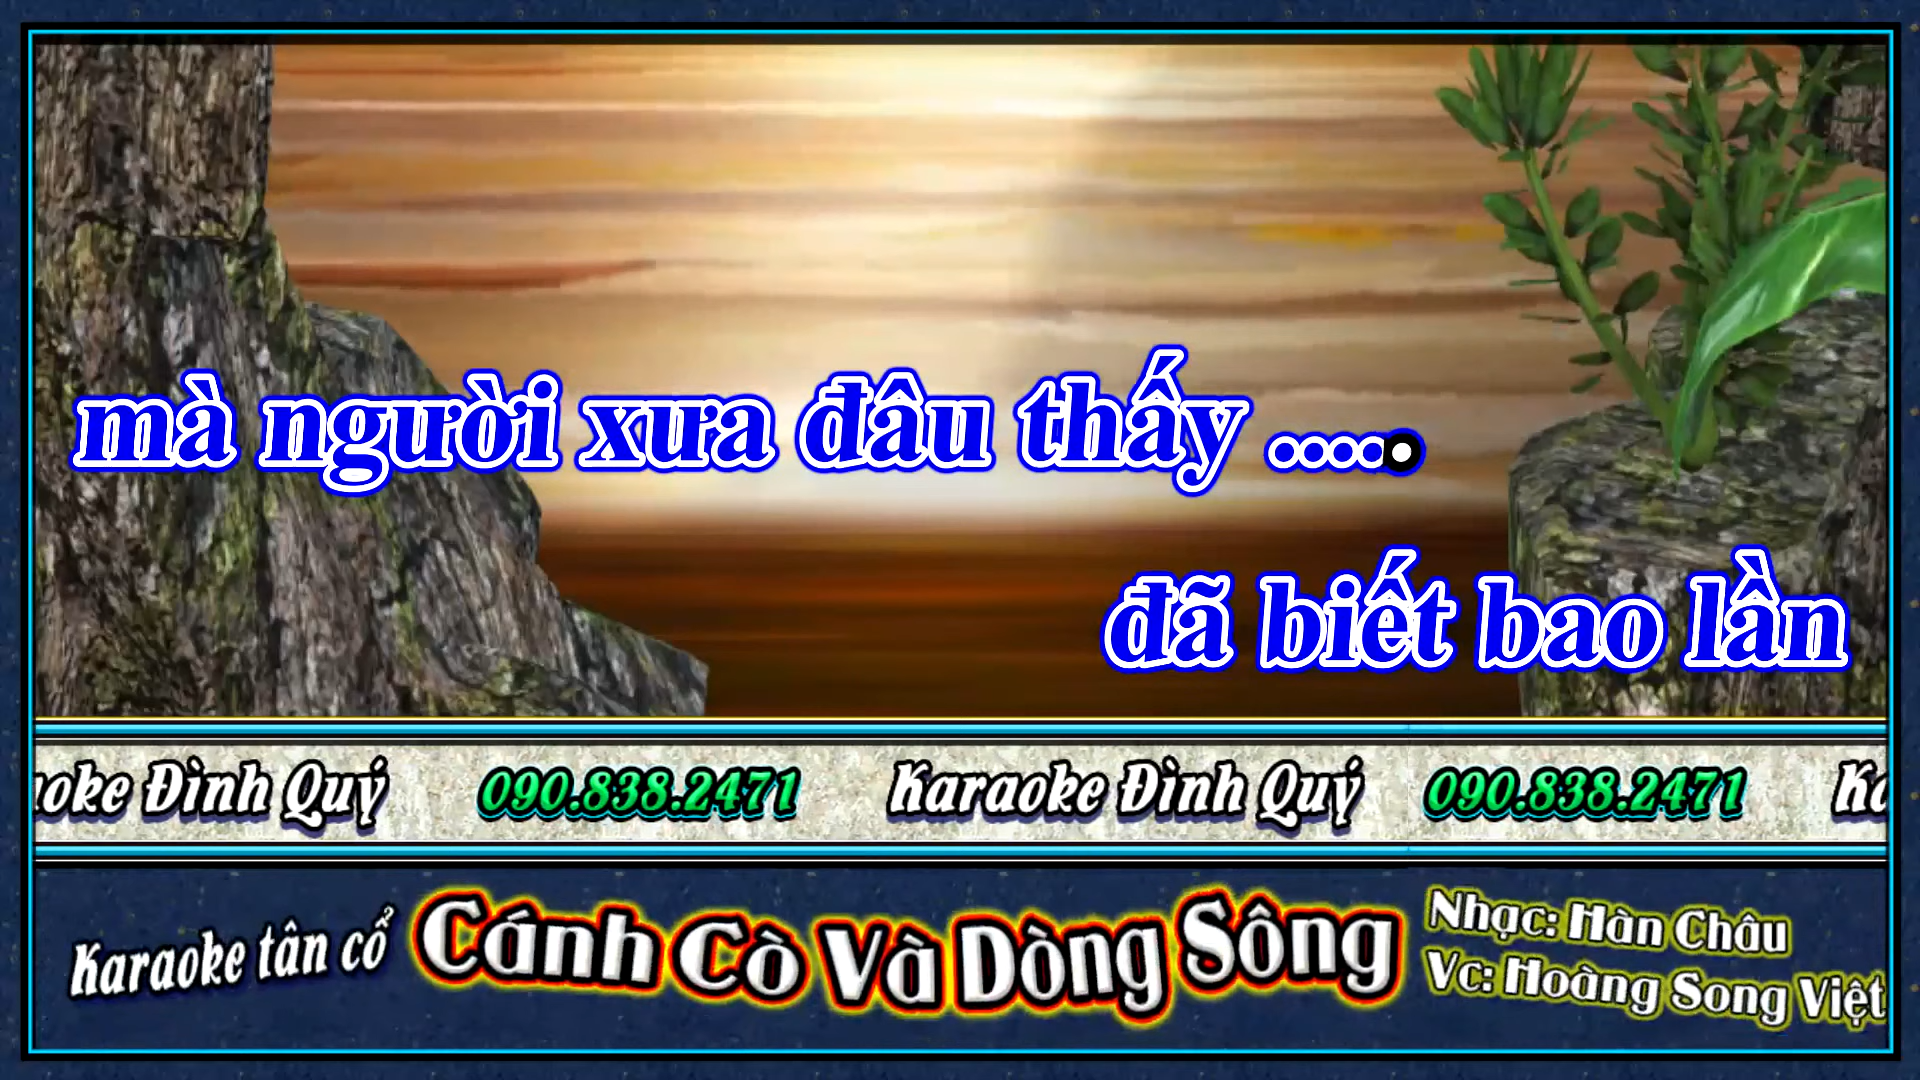 mà người xưa đâu thấy .....
đã biết bao lần
Karaoke Đình Quý 090.838.2471 Karaoke Đình Quý 090.838.2471
Karaoke tân cổ Cánh Cò Và Dòng Sông
Nhạc: Hàn Châu
Vc: Hoàng Song Việt